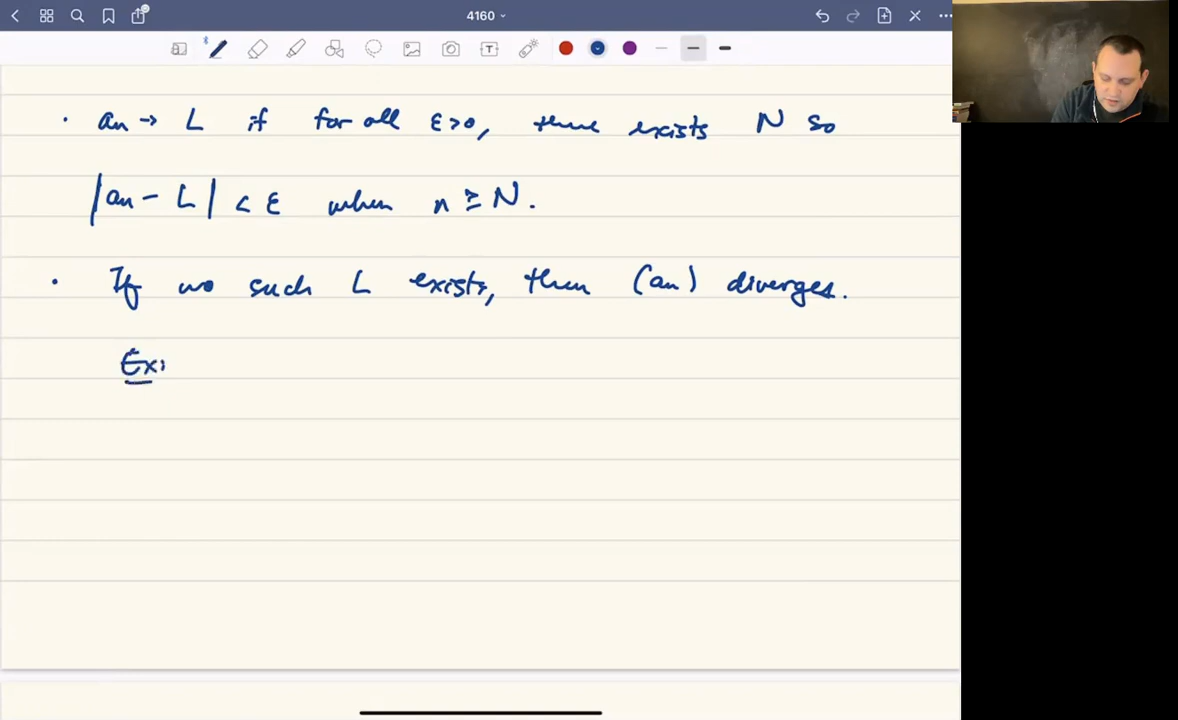 4160
· an → L if for all ε>0, there exists N so
|an - L| < ε when n ≥ N.
· If no such L exists, then (an) diverges.
Ex: